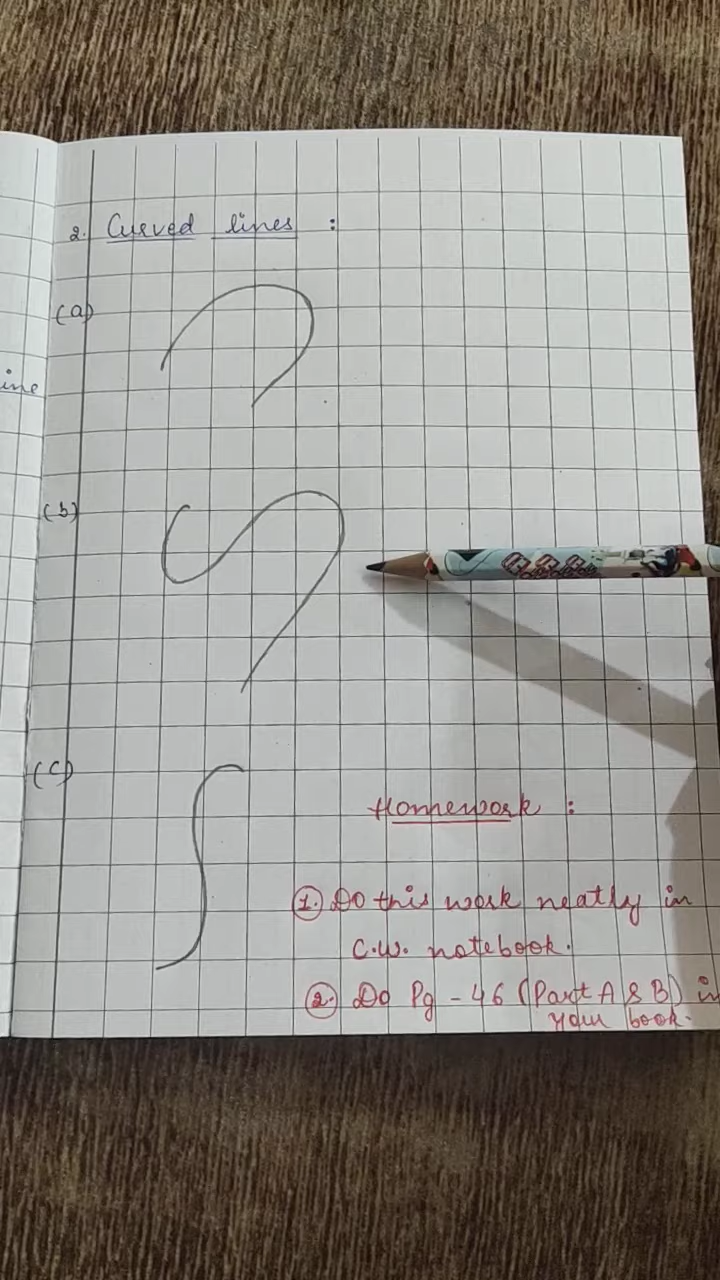 ine
2. Curved lines :
(a)
(b)
(c)
Homework :
1. Do this work neatly in
C.W. notebook.
2. Do Pg - 46 (Part A & B) in
your book.